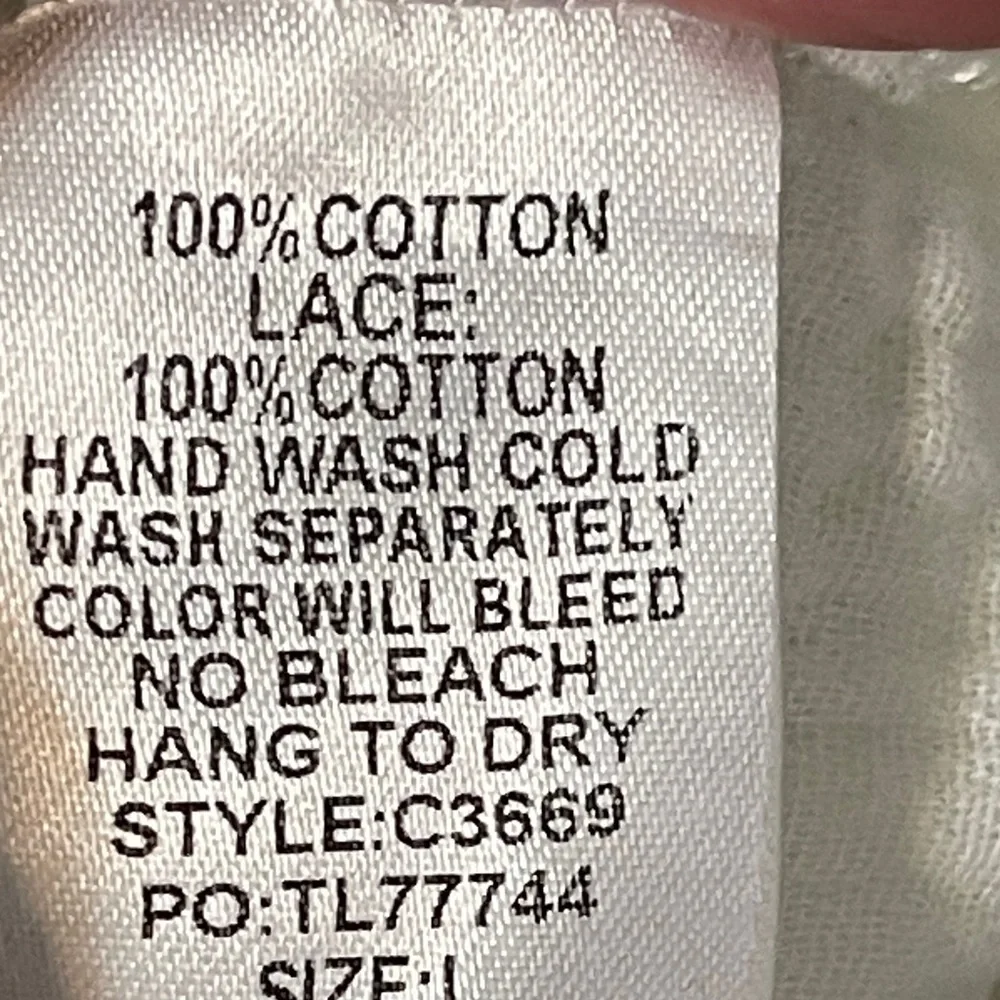 100% COTTON
LACE:
100% COTTON
HAND WASH COLD
WASH SEPARATELY
COLOR WILL BLEED
NO BLEACH
HANG TO DRY
STYLE:C3669
PO:TL77744
SIZE: